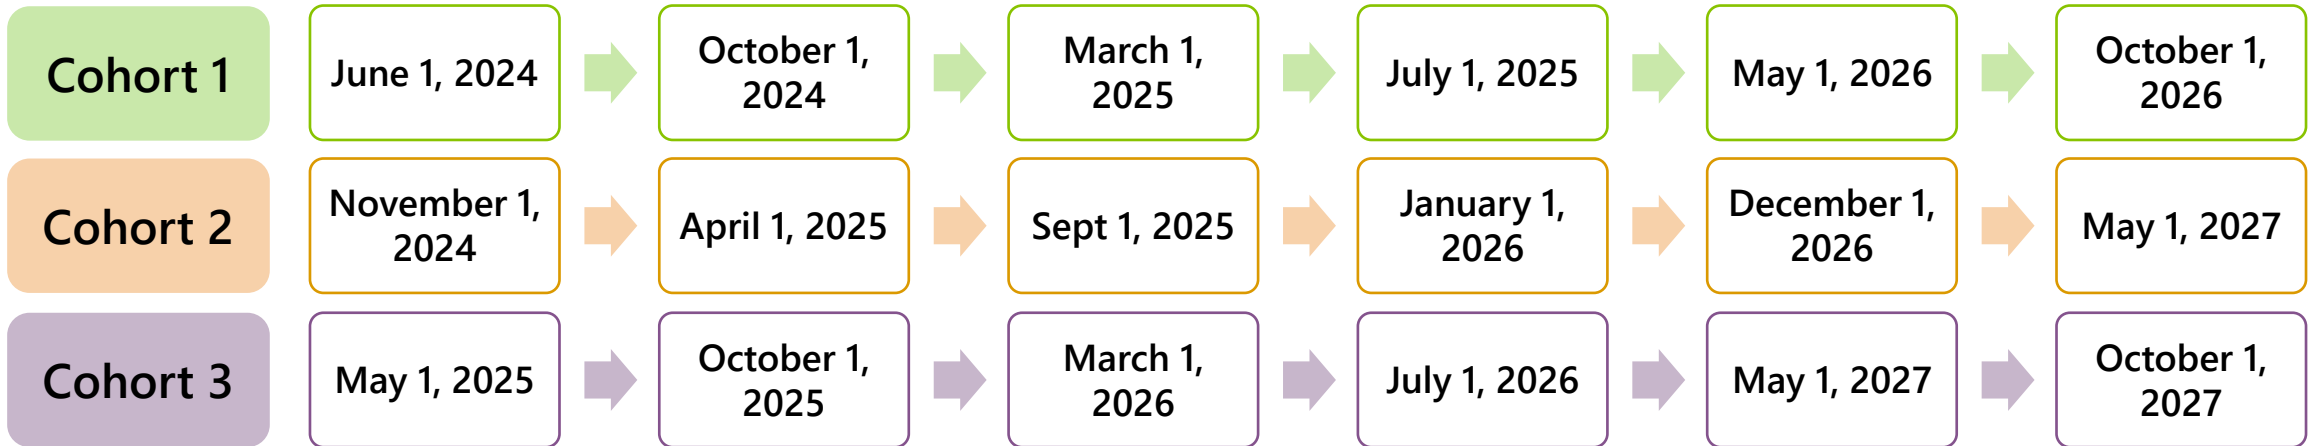 Cohort 1
June 1, 2024
October 1,
2024
March 1,
2025
July 1, 2025
May 1, 2026
October 1,
2026
Cohort 2
November 1,
2024
April 1, 2025
Sept 1, 2025
January 1,
2026
December 1,
2026
May 1, 2027
Cohort 3
May 1, 2025
October 1,
2025
March 1,
2026
July 1, 2026
May 1, 2027
October 1,
2027